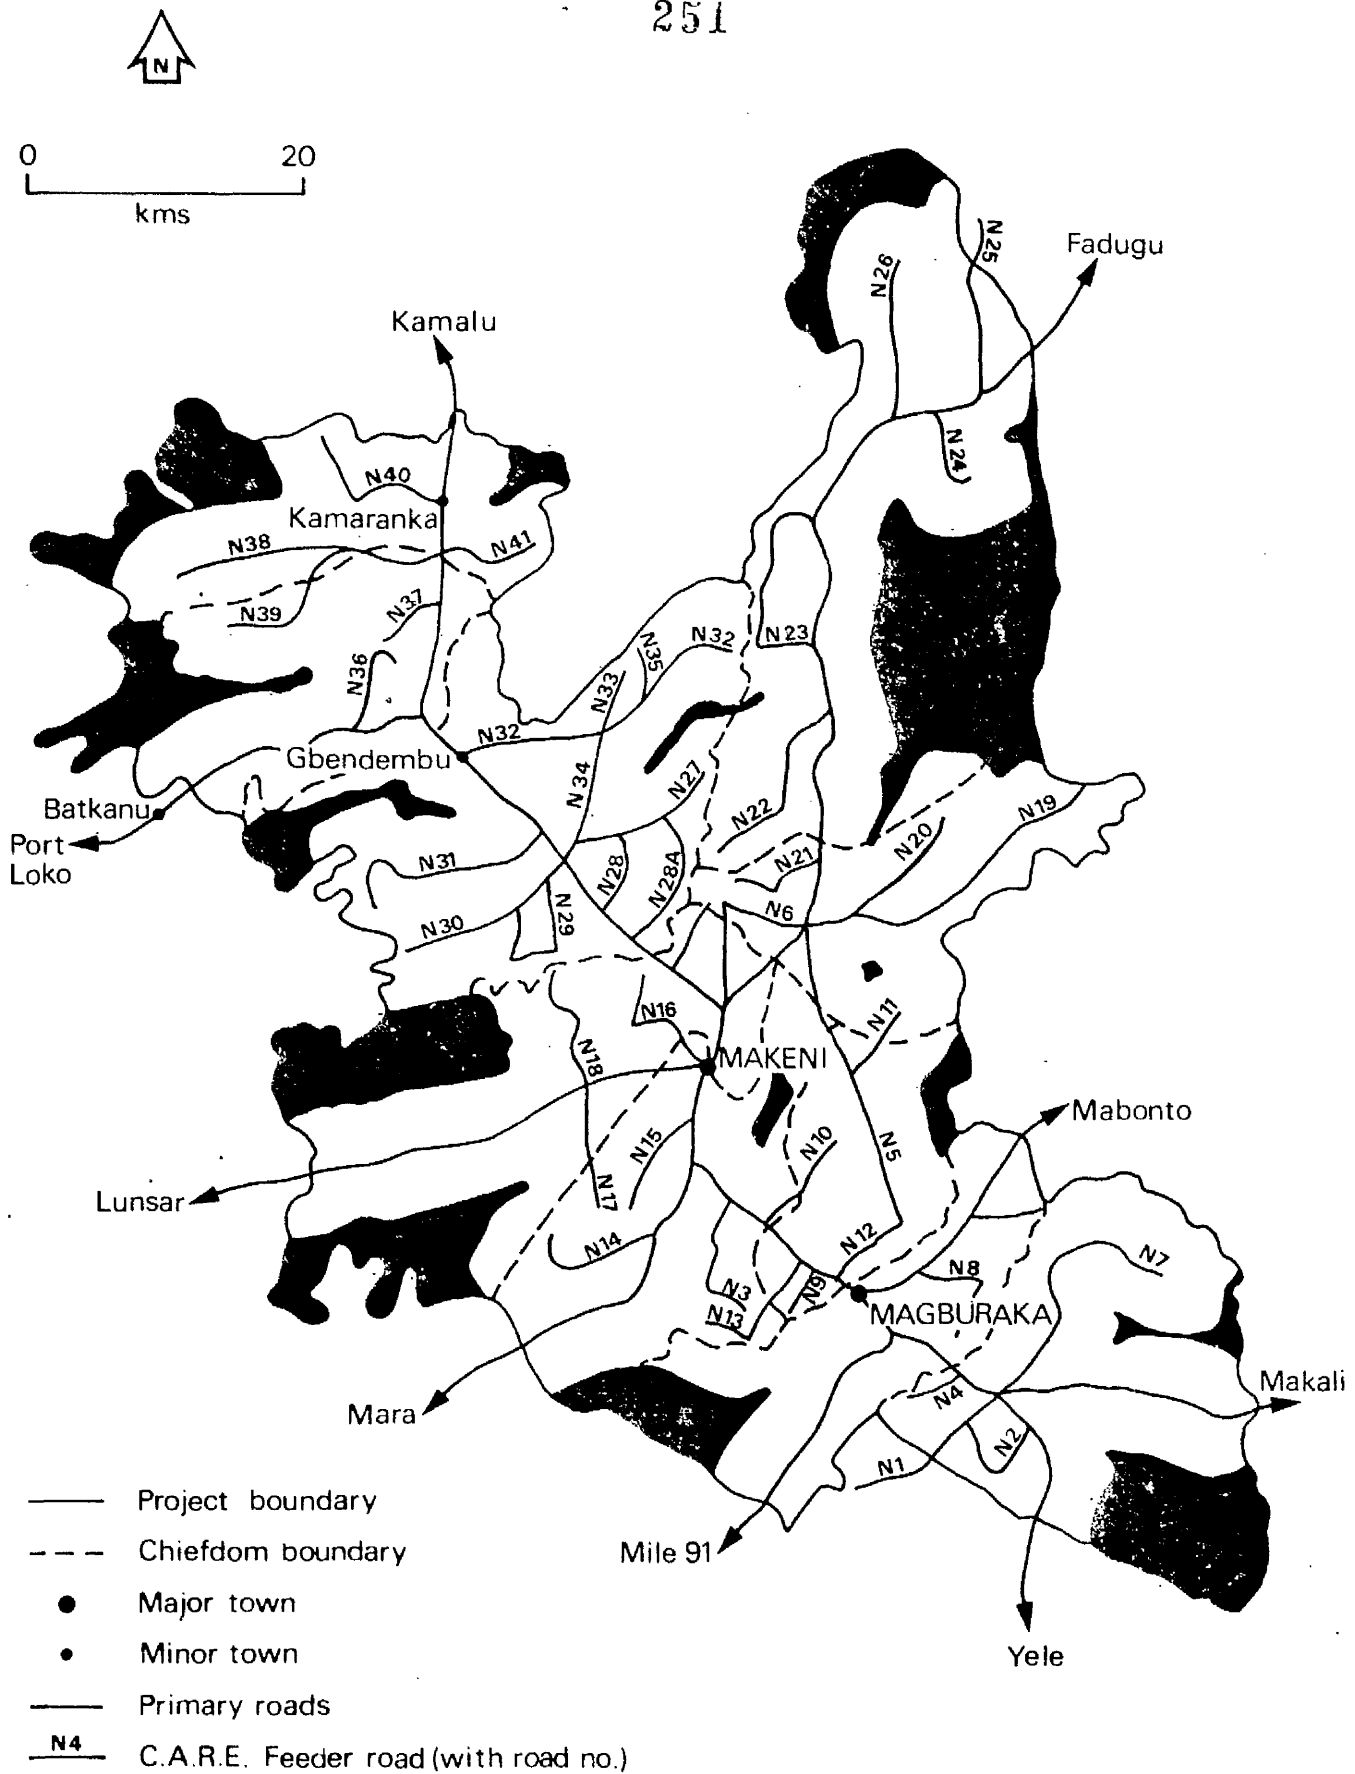 251
N
0 20
kms
Fadugu
N25
N26
Kamalu
N24
N40
Kamaranka
N38
N41
N39
N37
N36
N35
N32
N23
N33
N32
Gbendembu
N34
N27
N22
N19
N20
Batkanu
Port
Loko
N31
N28
N28A
N21
N30
N29
N6
N16
N11
N18
MAKENI
Mabonto
N15
N10
N5
Lunsar
N17
N14
N12
N7
N3
N9
N8
N13
MAGBURAKA
Makali
Mara
N4
N2
N1
Mile 91
Yele
Project boundary
Chiefdom boundary
Major town
Minor town
Primary roads
N4
C.A.R.E. Feeder road (with road no.)